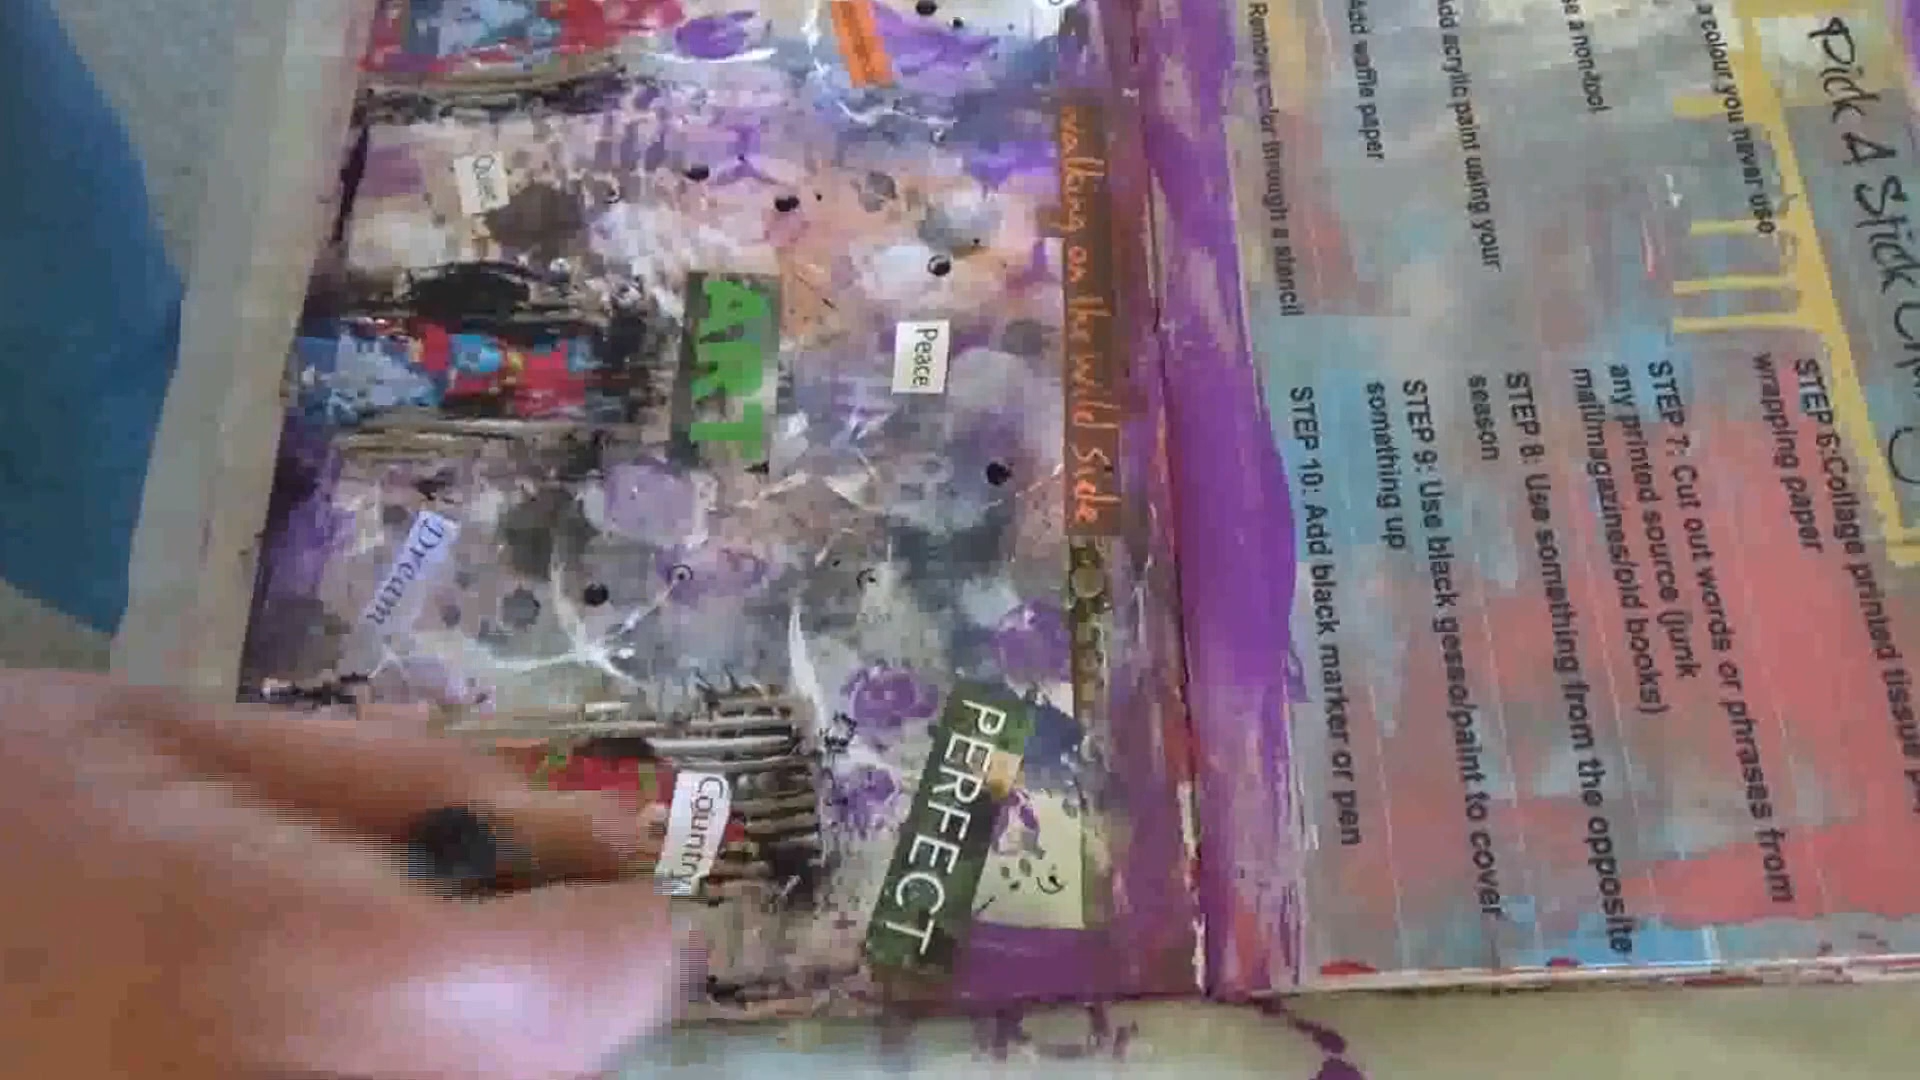 Quiet
ART
Peace
Walking on the Wild Side
Dream
Country
PERFECT
Pick A Stick
a colour you never use
e a non-tool
Add acrylic paint using your
Add waffle paper
Remove color through a stencil
STEP 6:Collage printed tissue
wrapping paper
STEP 7: Cut out words or phrases from
any printed source (junk
mail/magazines/old books)
STEP 8: Use something from the opposite
season
STEP 9: Use black gesso/paint to cover
something up
STEP 10: Add black marker or pen